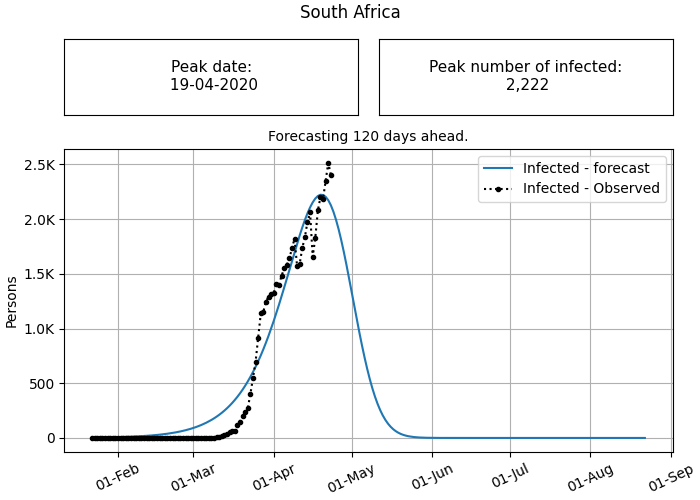 South Africa
Peak date:
19-04-2020
Peak number of infected:
2,222
Forecasting 120 days ahead.
Infected - forecast
Infected - Observed
Persons
2.5K
2.0K
1.5K
1.0K
500
0
01-Feb
01-Mar
01-Apr
01-May
01-Jun
01-Jul
01-Aug
01-Sep